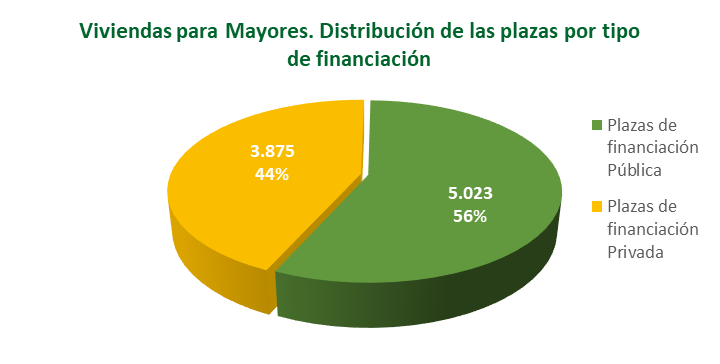 Viviendas para Mayores. Distribución de las plazas por tipo
de financiación
3.875
44%
5.023
56%
Plazas de
financiación
Pública
Plazas de
financiación
Privada